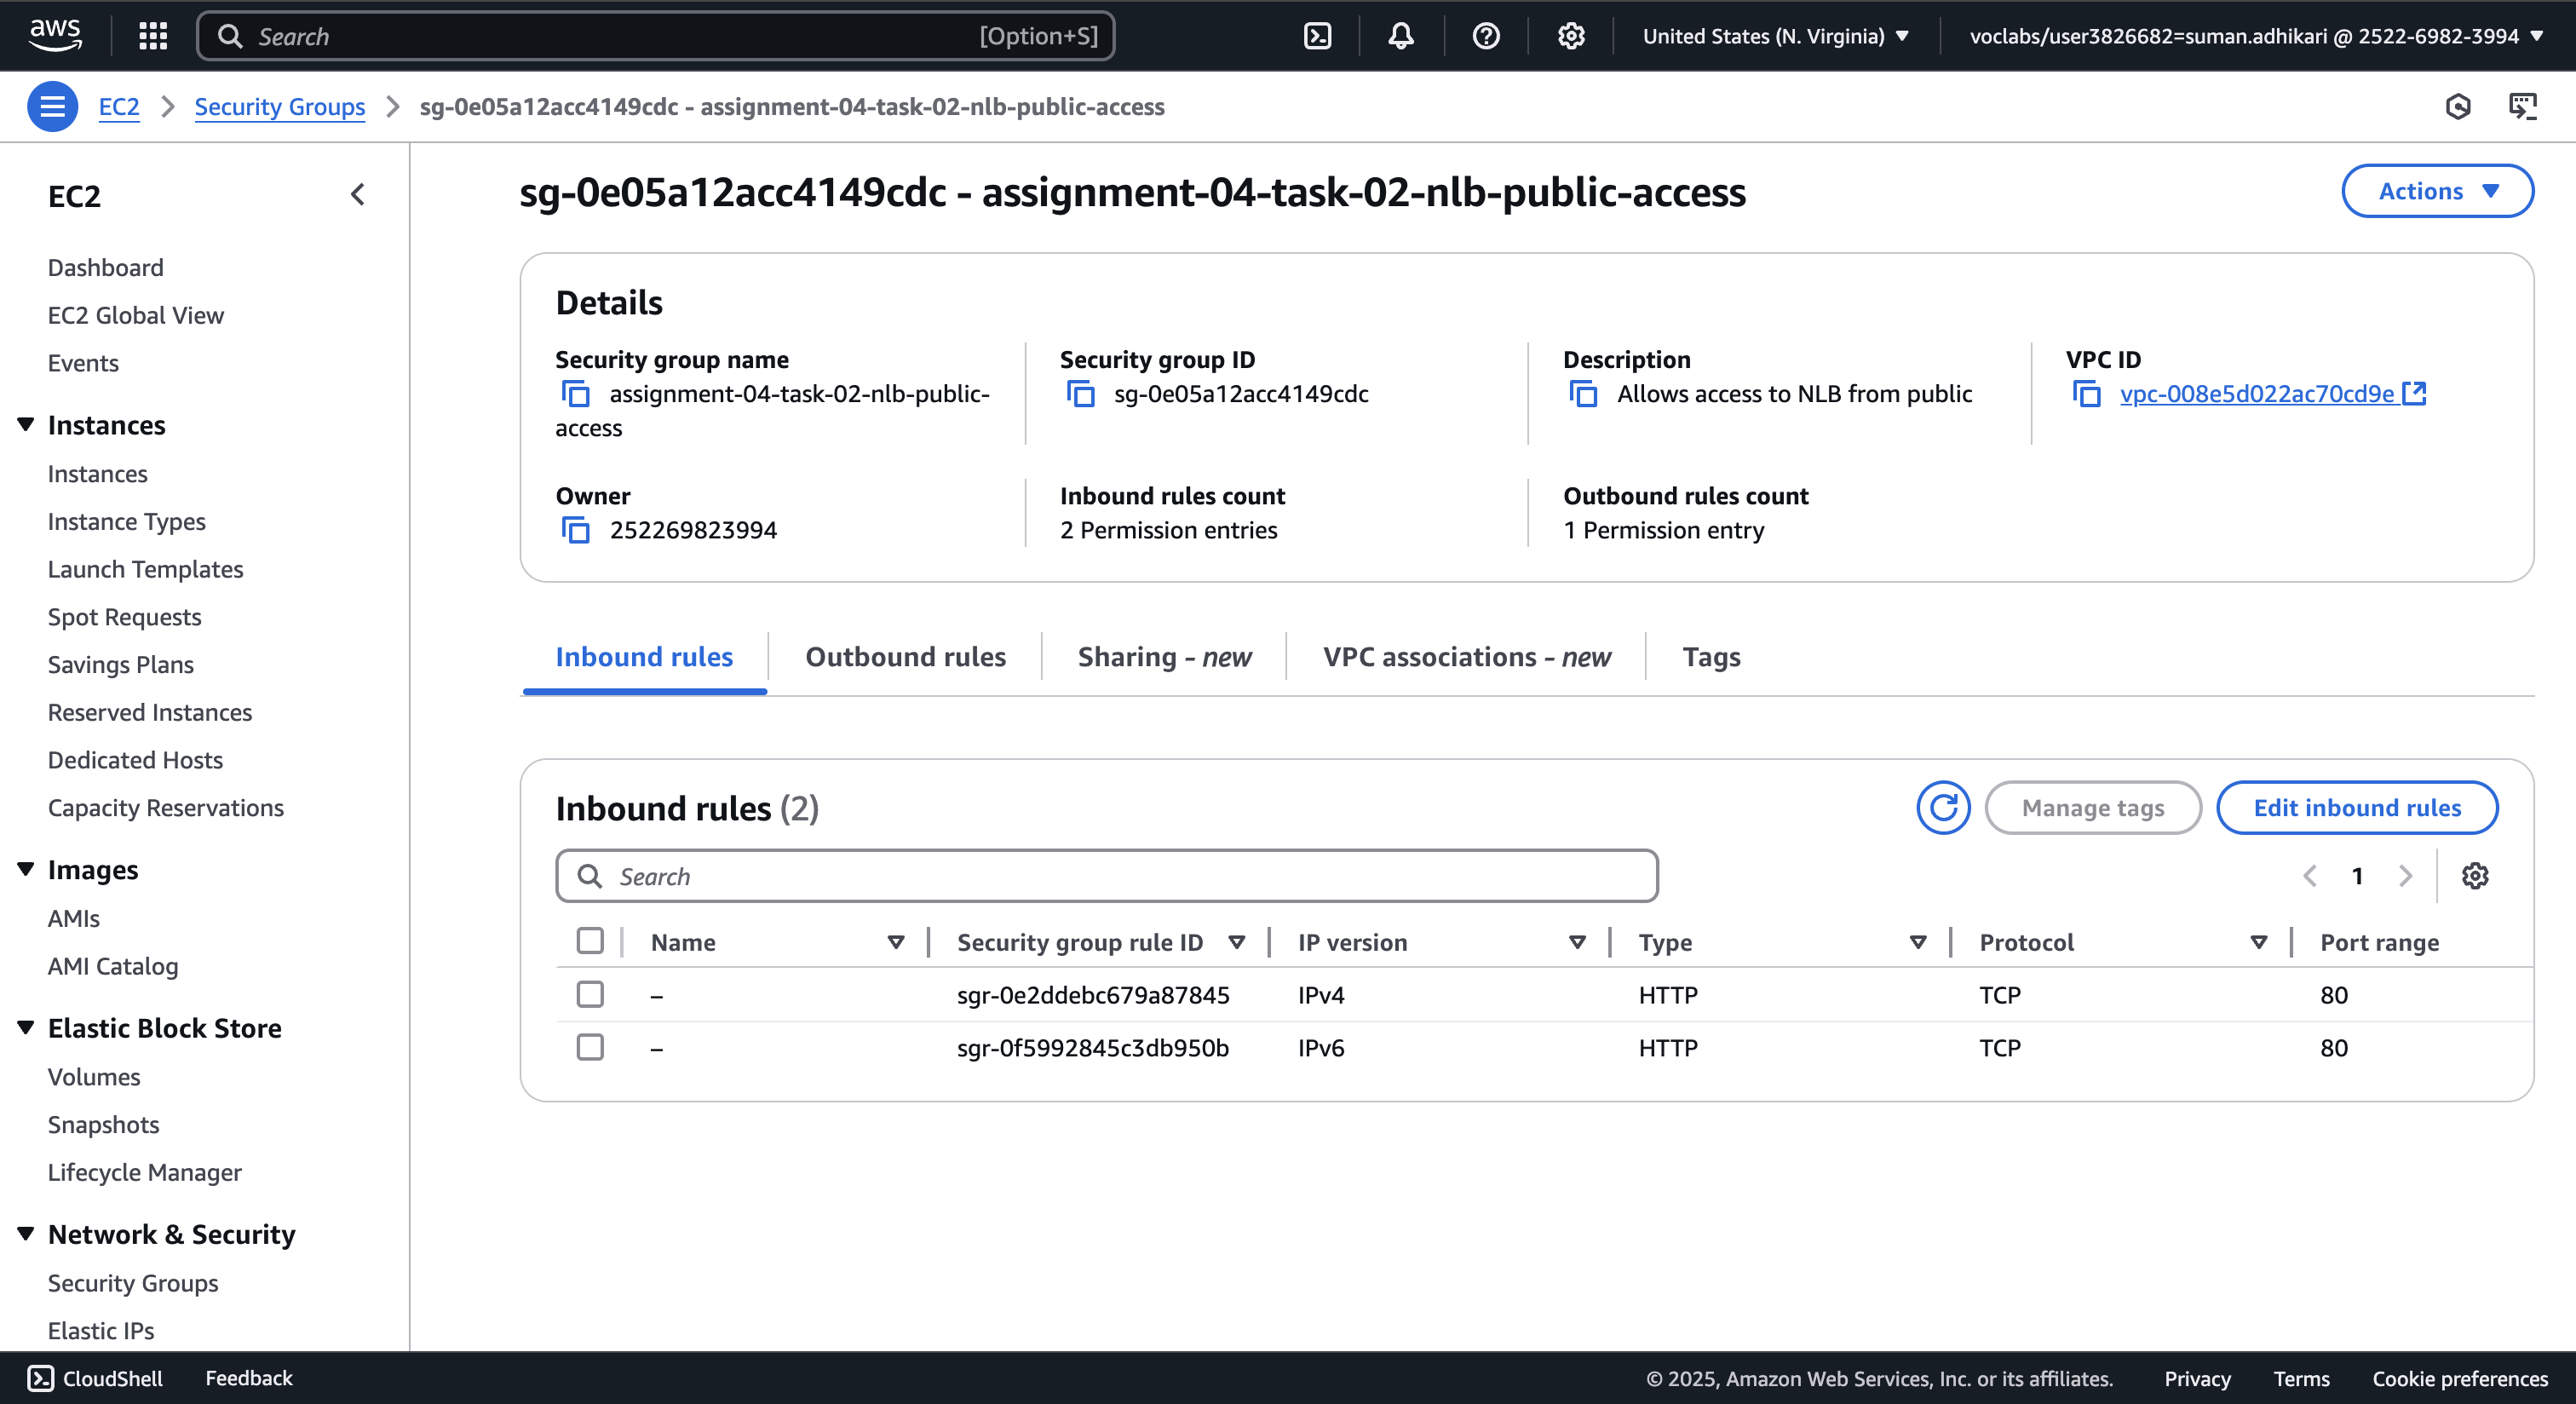 aws
Search [Option+S]
United States (N. Virginia)
voclabs/user3826682=suman.adhikari @ 2522-6982-3994
EC2 Security Groups sg-0e05a12acc4149cdc - assignment-04-task-02-nlb-public-access
EC2
Dashboard
EC2 Global View
Events
Instances
Instances
Instance Types
Launch Templates
Spot Requests
Savings Plans
Reserved Instances
Dedicated Hosts
Capacity Reservations
Images
AMIs
AMI Catalog
Elastic Block Store
Volumes
Snapshots
Lifecycle Manager
Network & Security
Security Groups
Elastic IPs
sg-0e05a12acc4149cdc - assignment-04-task-02-nlb-public-access
Actions
Details
Security group name
assignment-04-task-02-nlb-public-
access
Security group ID
sg-0e05a12acc4149cdc
Description
Allows access to NLB from public
VPC ID
vpc-008e5d022ac70cd9e
Owner
252269823994
Inbound rules count
2 Permission entries
Outbound rules count
1 Permission entry
Inbound rules Outbound rules Sharing - new VPC associations - new Tags
Inbound rules (2)
Manage tags
Edit inbound rules
Search
1
Name Security group rule ID IP version Type Protocol Port range
– sgr-0e2ddebc679a87845 IPv4 HTTP TCP 80
– sgr-0f5992845c3db950b IPv6 HTTP TCP 80
CloudShell Feedback © 2025, Amazon Web Services, Inc. or its affiliates. Privacy Terms Cookie preferences